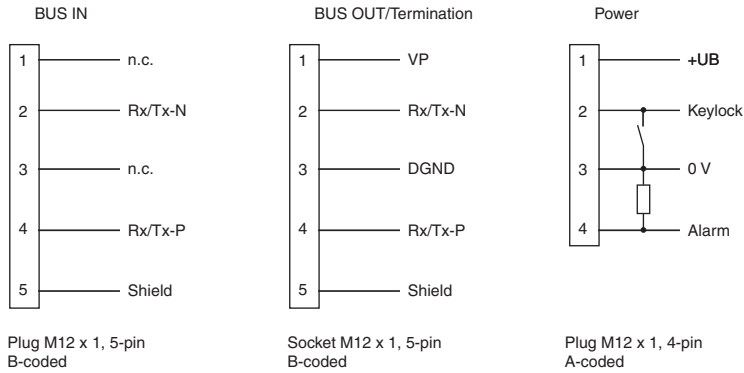 BUS IN
1 n.c.
2 Rx/Tx-N
3 n.c.
4 Rx/Tx-P
5 Shield
Plug M12 x 1, 5-pin
B-coded
BUS OUT/Termination
1 VP
2 Rx/Tx-N
3 DGND
4 Rx/Tx-P
5 Shield
Socket M12 x 1, 5-pin
B-coded
Power
1 +UB
2 Keylock
3 0 V
4 Alarm
Plug M12 x 1, 4-pin
A-coded